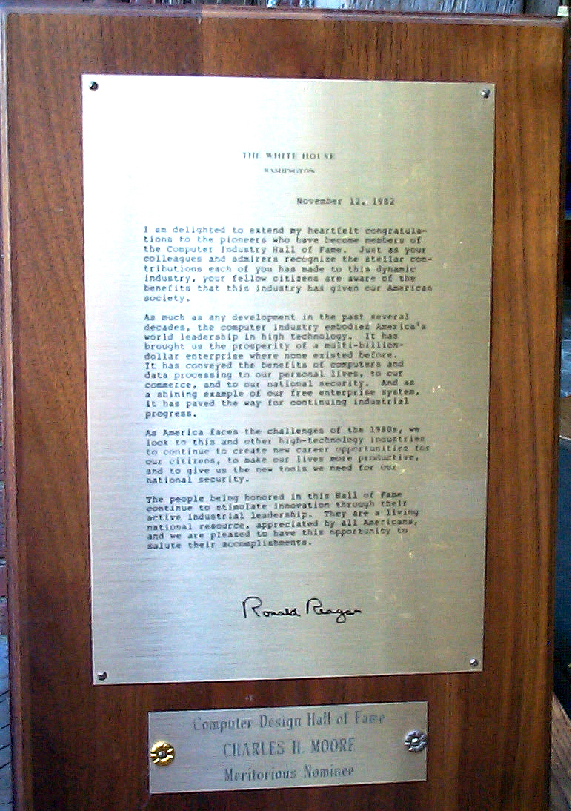 THE WHITE HOUSE
WASHINGTON
November 12, 1982
I am delighted to extend my heartfelt congratula-
tions to the pioneers who have become members of
the Computer Industry Hall of Fame. Just as your
colleagues and admirers recognize the stellar con-
tributions each of you has made to this dynamic
industry, your fellow citizens are aware of the
benefits that this industry has given our American
society.
As much as any development in the past several
decades, the computer industry embodies America's
world leadership in high technology. It has
brought us the prosperity of a multi-billion-
dollar enterprise where none existed before.
It has conveyed the benefits of computers and
data processing to our personal lives, to our
commerce, and to our national security. And as
a shining example of our free enterprise system,
it has paved the way for continuing industrial
progress.
As America faces the challenges of the 1980s, we
look to this and other high-technology industries
to continue to create new career opportunities for
our citizens, to make our lives more productive,
and to give us the new tools we need for our
national security.
The people being honored in this Hall of Fame
continue to stimulate innovation through their
active industrial leadership. They are a living
national resource, appreciated by all Americans,
and we are pleased to have this opportunity to
salute their accomplishments.
Ronald Reagan
Computer Design Hall of Fame
CHARLES H. MOORE
Meritorious Nominee